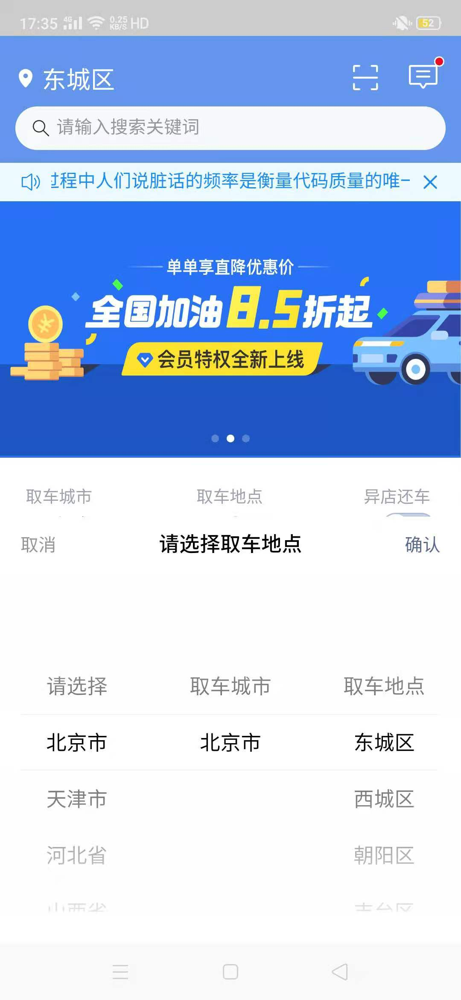 17:35 4G 0.25 KB/S HD 52
东城区
请输入搜索关键词
过程中人们说脏话的频率是衡量代码质量的唯一
单单享直降优惠价
全国加油8.5折起
会员特权全新上线
取车城市 取车地点 异店还车
取消 请选择取车地点 确认
请选择 取车城市 取车地点
北京市 北京市 东城区
天津市 西城区
河北省 朝阳区
山西省 丰台区